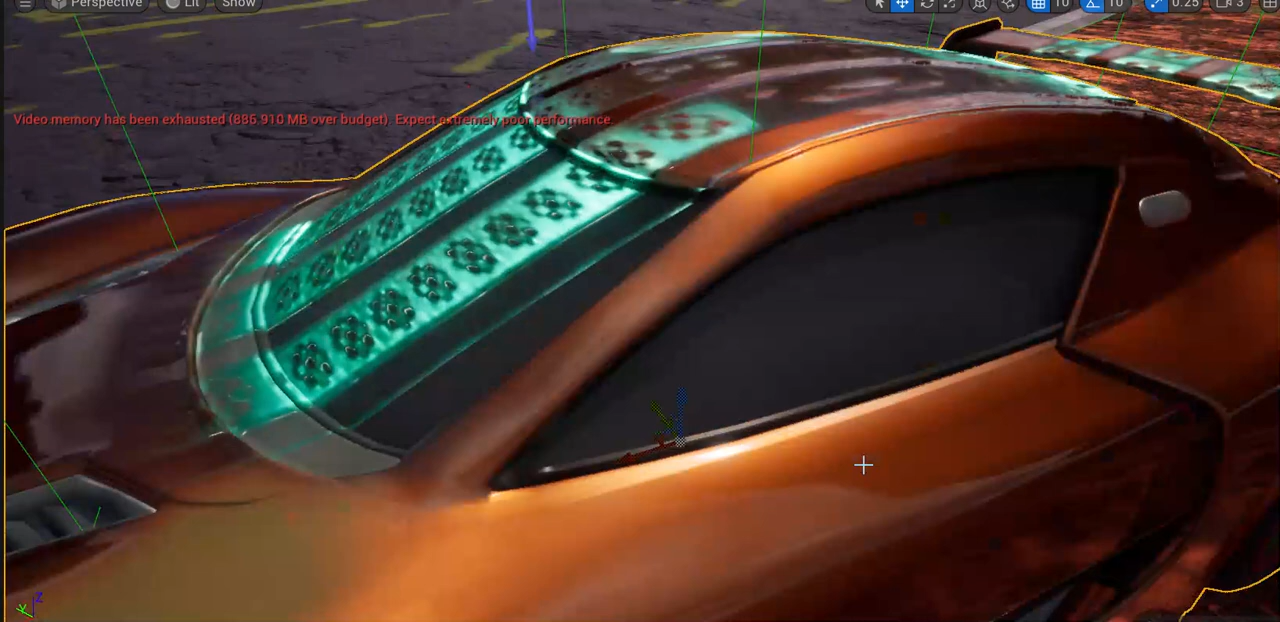 Perspective Lit Show 10 10 0.25 3
Video memory has been exhausted (886.910 MB over budget). Expect extremely poor performance.
Z
Y